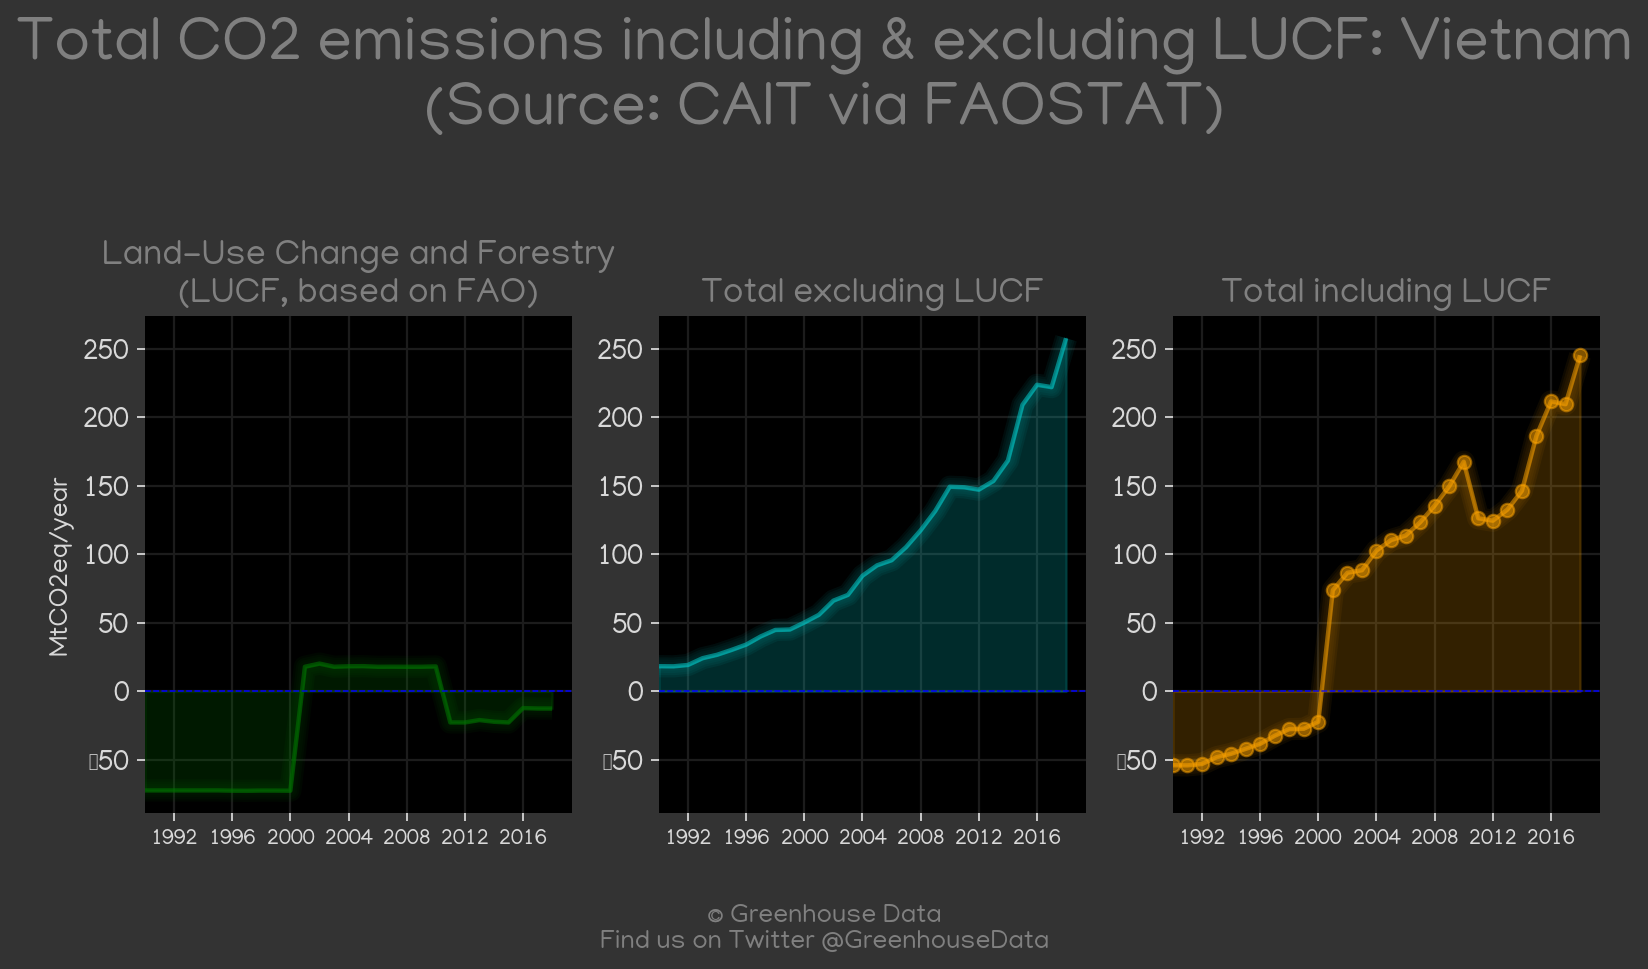 Total CO2 emissions including & excluding LUCF: Vietnam
(Source: CAIT via FAOSTAT)
Land-Use Change and Forestry
(LUCF, based on FAO)
MtCO2eq/year
250
200
150
100
50
0
▯50
1992 1996 2000 2004 2008 2012 2016
Total excluding LUCF
250
200
150
100
50
0
▯50
1992 1996 2000 2004 2008 2012 2016
Total including LUCF
250
200
150
100
50
0
▯50
1992 1996 2000 2004 2008 2012 2016
© Greenhouse Data
Find us on Twitter @GreenhouseData